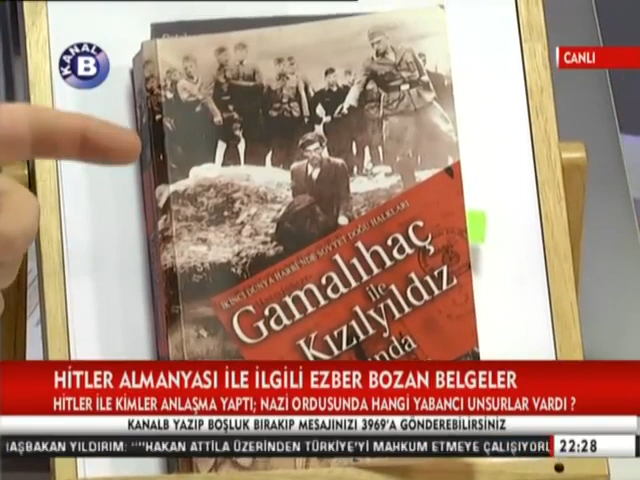 KANAL B
CANLI
İKİNCİ DÜNYA HARBİ'NDE SOVYET DOĞU HALKLARI
Gamalıhaç
ile
Kızılyıldız
HİTLER ALMANYASI İLE İLGİLİ EZBER BOZAN BELGELER
HİTLER İLE KİMLER ANLAŞMA YAPTI; NAZİ ORDUSUNDA HANGİ YABANCI UNSURLAR VARDI ?
KANALB YAZIP BOŞLUK BIRAKIP MESAJINIZI 3969'A GÖNDEREBİLİRSİNİZ
AŞBAKAN YILDIRIM: ""HAKAN ATİLLA ÜZERİNDEN TÜRKİYE'Yİ MAHKUM ETMEYE ÇALIŞIYORL
22:28